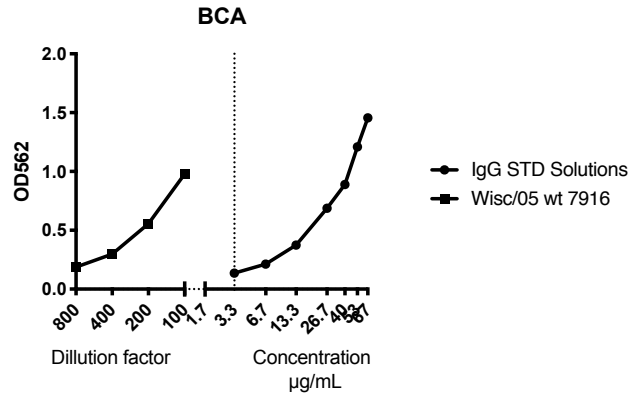 BCA
2.0
1.5
1.0
0.5
0.0
OD562
800
400
200
100
1.7
3.3
6.7
13.3
26.7
40
53
67
Dillution factor
Concentration
µg/mL
IgG STD Solutions
Wisc/05 wt 7916